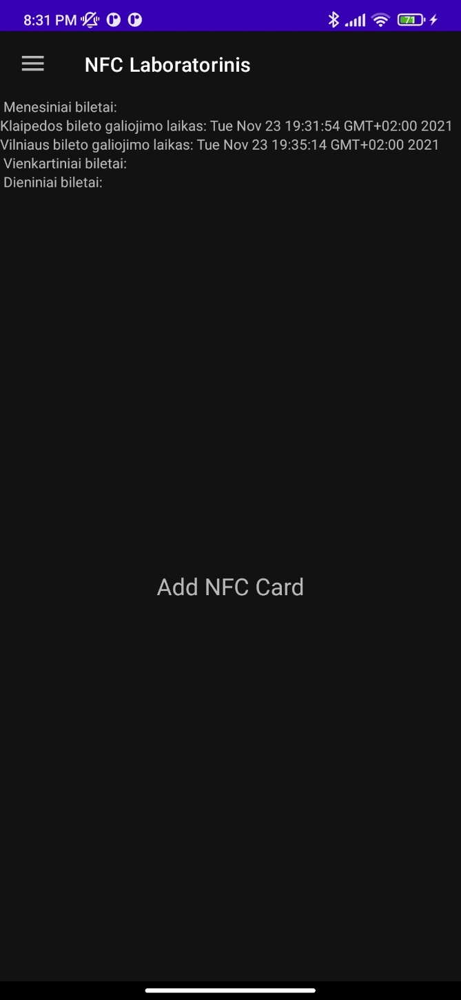 8:31 PM
71
NFC Laboratorinis
Menesiniai biletai:
Klaipedos bileto galiojimo laikas: Tue Nov 23 19:31:54 GMT+02:00 2021
Vilniaus bileto galiojimo laikas: Tue Nov 23 19:35:14 GMT+02:00 2021
Vienkartiniai biletai:
Dieniniai biletai:
Add NFC Card